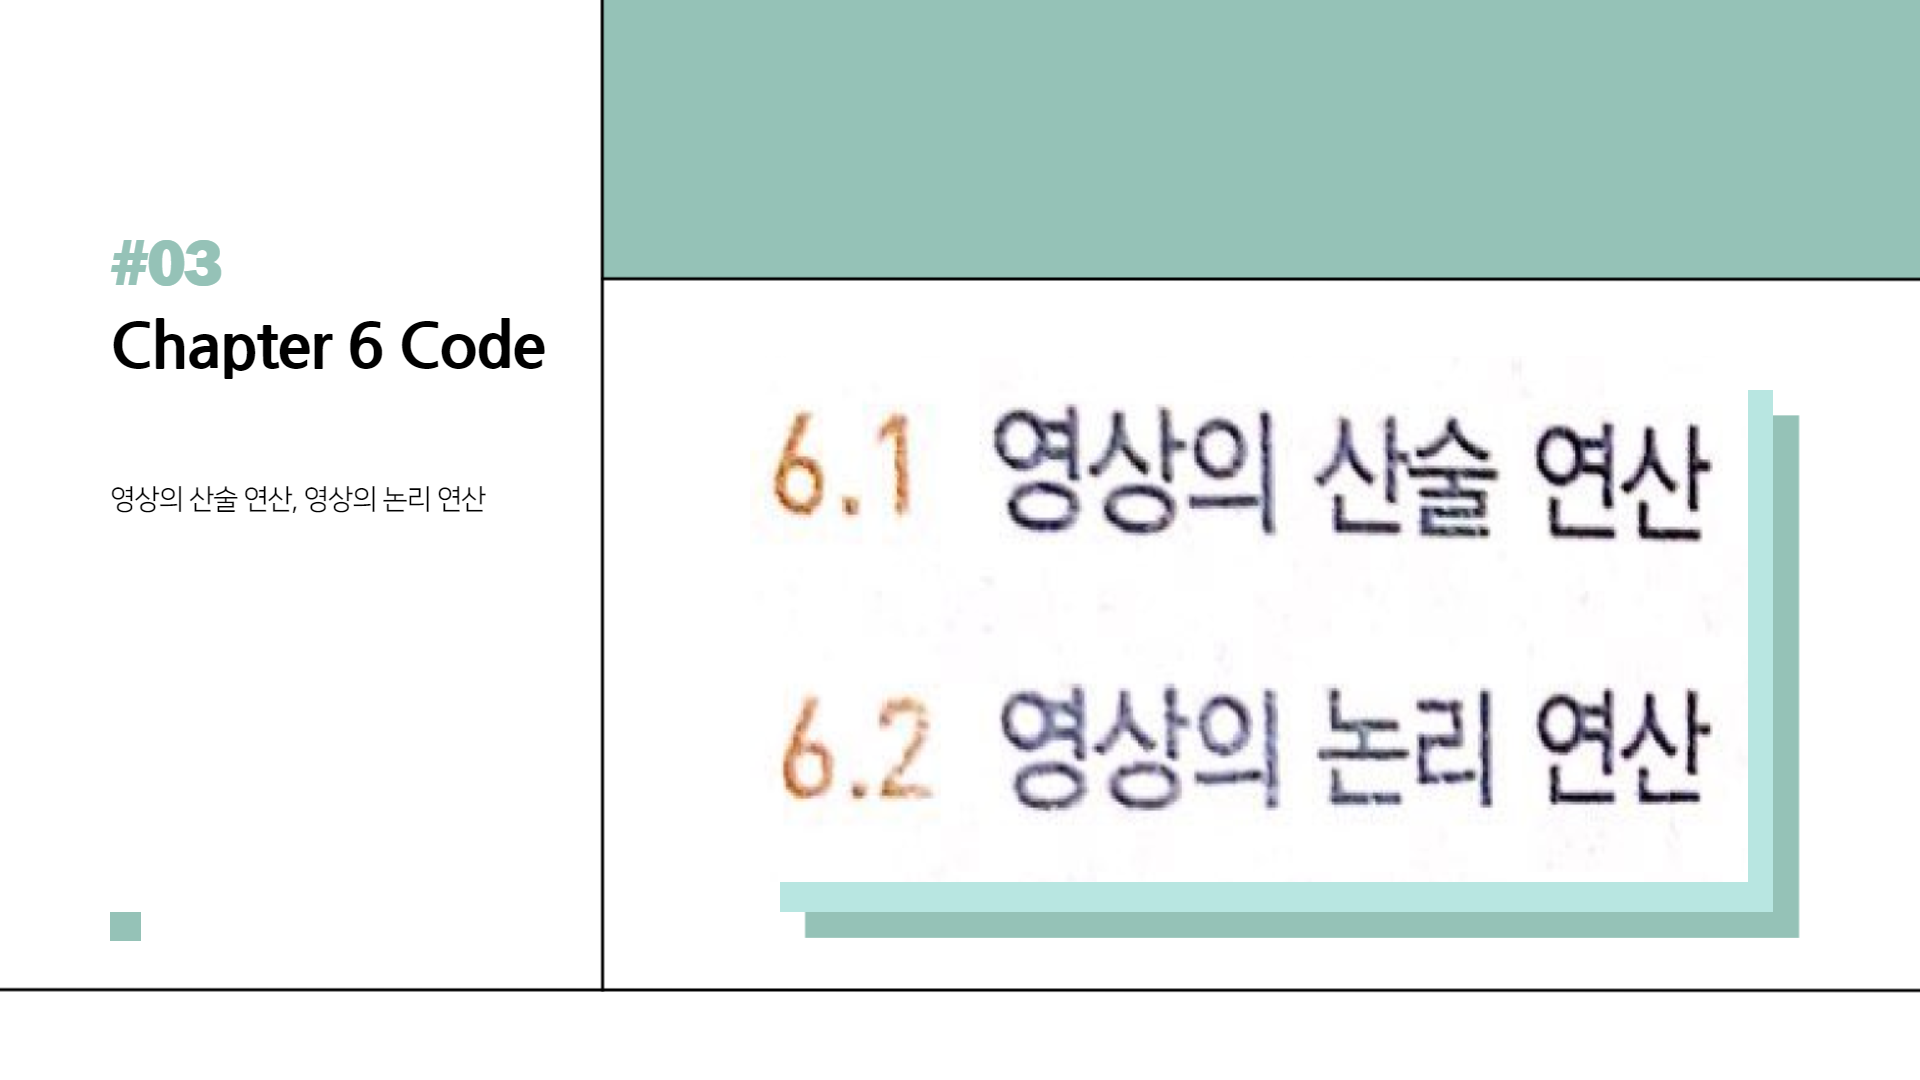 #03
Chapter 6 Code
영상의 산술 연산, 영상의 논리 연산
6.1 영상의 산술 연산
6.2 영상의 논리 연산